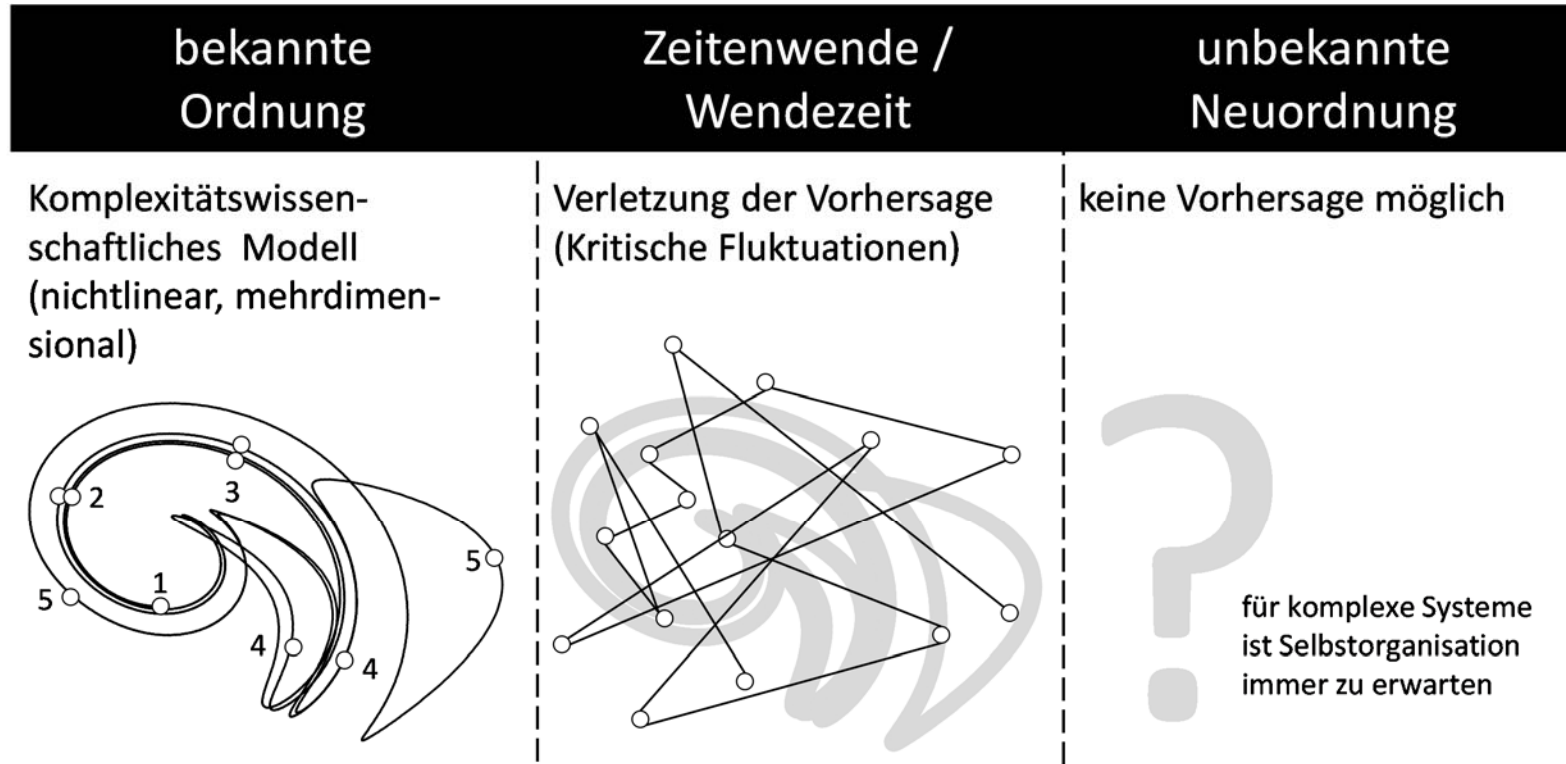 bekannte
Ordnung
Zeitenwende /
Wendezeit
unbekannte
Neuordnung
Komplexitätswissen-
schaftliches Modell
(nichtlinear, mehrdimen-
sional)
2
3
1
5
4
4
5
Verletzung der Vorhersage
(Kritische Fluktuationen)
keine Vorhersage möglich
?
für komplexe Systeme
ist Selbstorganisation
immer zu erwarten